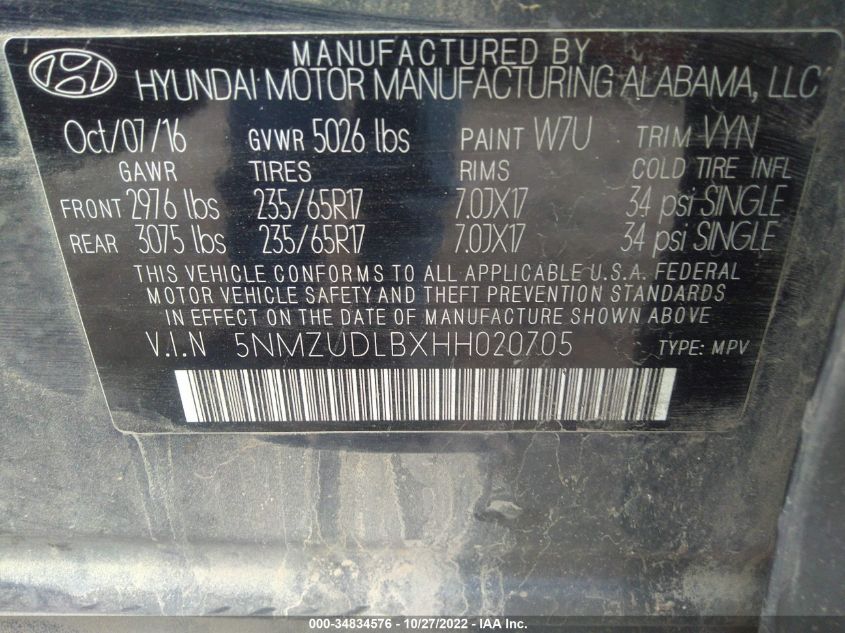 MANUFACTURED BY
HYUNDAI MOTOR MANUFACTURING ALABAMA, LLC
Oct/07/16 GVWR 5026 lbs PAINT W7U TRIM VYN
GAWR TIRES RIMS COLD TIRE INFL
FRONT 2976 lbs 235/65R17 7.0JX17 34 psi SINGLE
REAR 3075 lbs 235/65R17 7.0JX17 34 psi SINGLE
THIS VEHICLE CONFORMS TO ALL APPLICABLE U.S.A. FEDERAL
MOTOR VEHICLE SAFETY AND THEFT PREVENTION STANDARDS
IN EFFECT ON THE DATE OF MANUFACTURE SHOWN ABOVE
V.I.N 5NMZUDLBXHH020705 TYPE: MPV
000-34834576 | 10/27/2022 - IAA Inc.